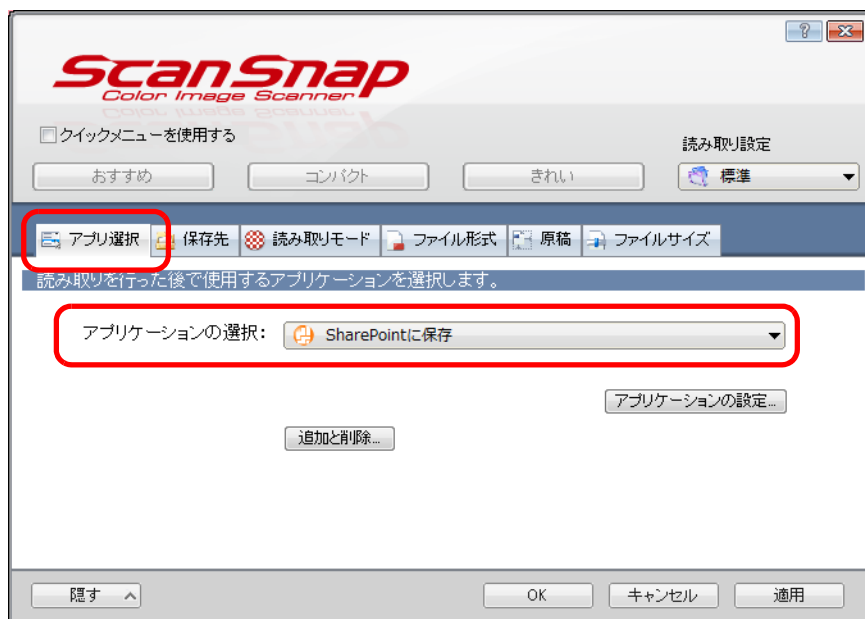 ScanSnap
Color Image Scanner
クイックメニューを使用する
読み取り設定
おすすめ
コンパクト
きれい
標準
アプリ選択
保存先
読み取りモード
ファイル形式
原稿
ファイルサイズ
読み取りを行った後で使用するアプリケーションを選択します。
アプリケーションの選択:
SharePointに保存
アプリケーションの設定...
追加と削除...
隠す
OK
キャンセル
適用